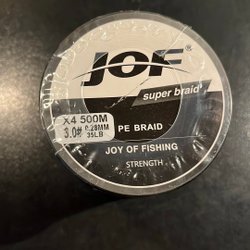 JOF®
super braid
X4 500M
3.0# 0.28MM
35LB
PE BRAID
JOY OF FISHING
STRENGTH